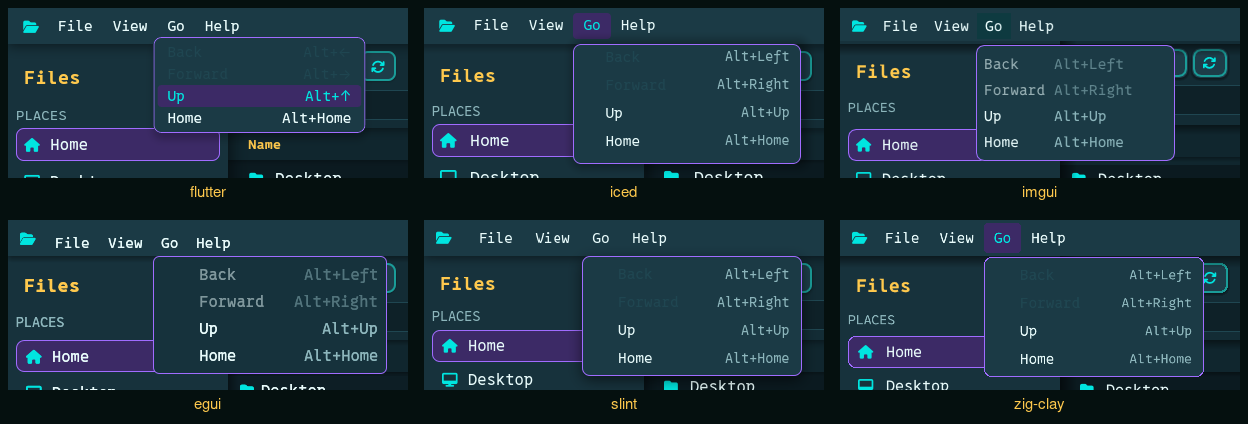 File View Go Help
Back Alt+←
Forward Alt+→
Up Alt+↑
Home Alt+Home
Files
PLACES
Home
Name
Desktop
Desktop
flutter
File View Go Help
Back Alt+Left
Forward Alt+Right
Up Alt+Up
Home Alt+Home
Files
PLACES
Home
Desktop
Desktop
iced
File View Go Help
Back Alt+Left
Forward Alt+Right
Up Alt+Up
Home Alt+Home
Files
PLACES
Home
Desktop
Desktop
imgui
File View Go Help
Back Alt+Left
Forward Alt+Right
Up Alt+Up
Home Alt+Home
Files
PLACES
Home
Desktop
Desktop
egui
File View Go Help
Back Alt+Left
Forward Alt+Right
Up Alt+Up
Home Alt+Home
Files
PLACES
Home
Desktop
Desktop
slint
File View Go Help
Back Alt+Left
Forward Alt+Right
Up Alt+Up
Home Alt+Home
Files
PLACES
Home
Desktop
Desktop
zig-clay